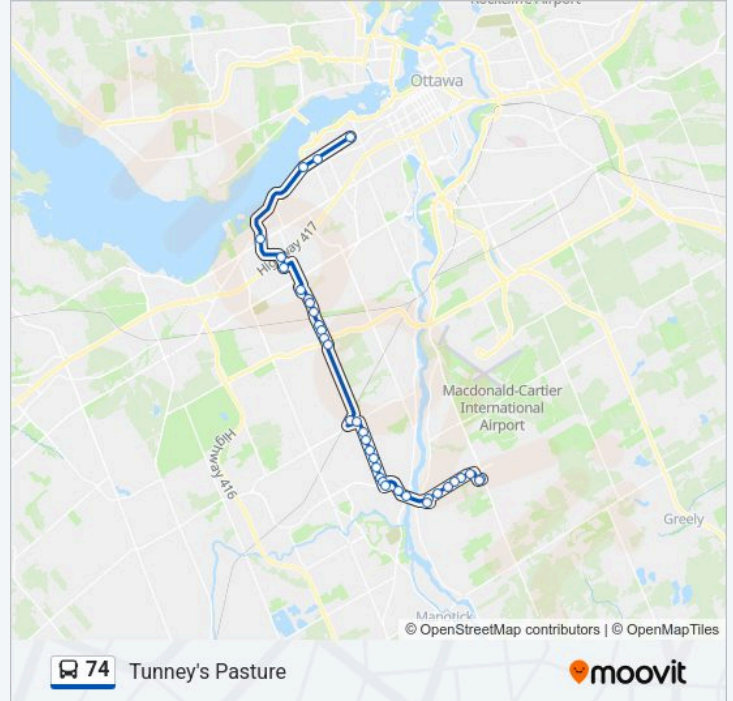 Rockcliffe Airport
Ottawa
Highway 417
Macdonald-Cartier
International
Airport
Highway 416
Greely
Manotick
© OpenStreetMap contributors | © OpenMapTiles
74 Tunney's Pasture
moovit